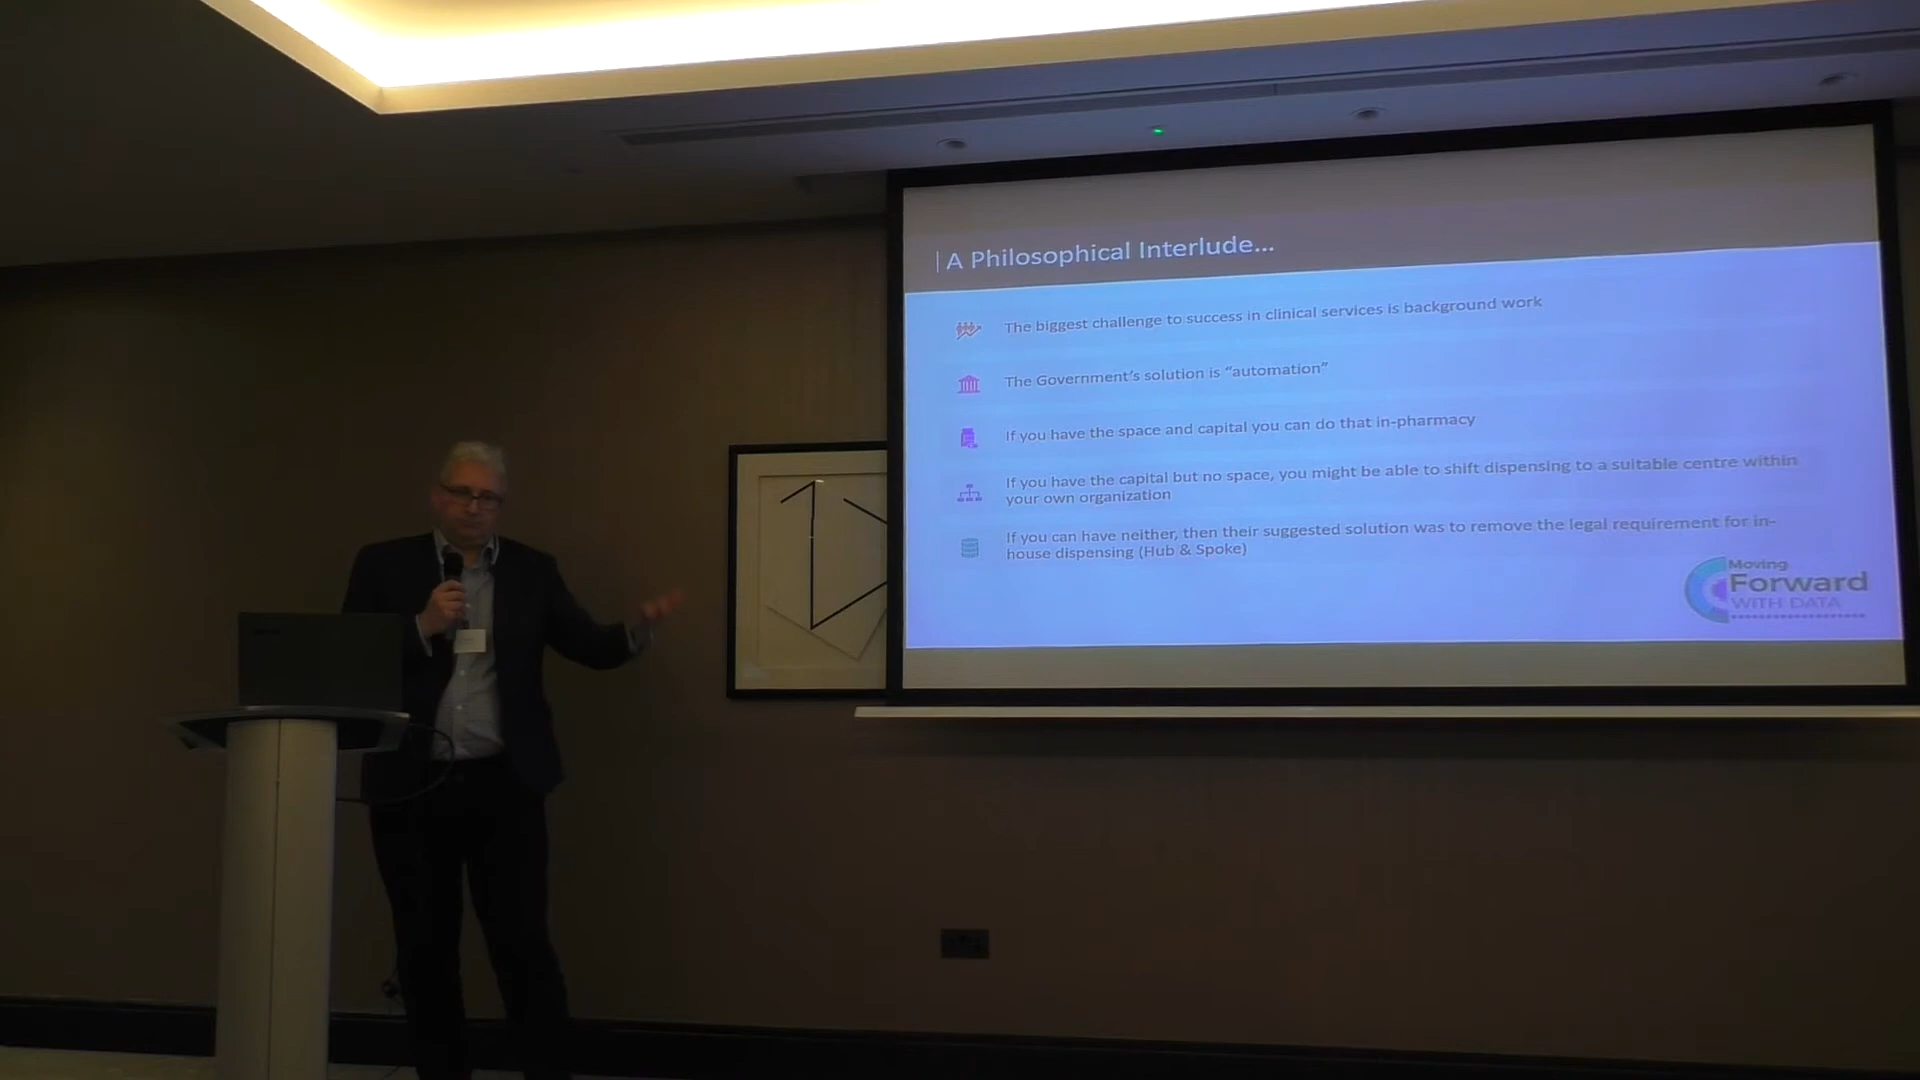 A Philosophical Interlude...
The biggest challenge to success in clinical services is background work
The Government's solution is “automation”
If you have the space and capital you can do that in-pharmacy
If you have the capital but no space, you might be able to shift dispensing to a suitable centre within
your own organization
If you can have neither, then their suggested solution was to remove the legal requirement for in-
house dispensing (Hub & Spoke)
Moving
Forward
WITH DATA